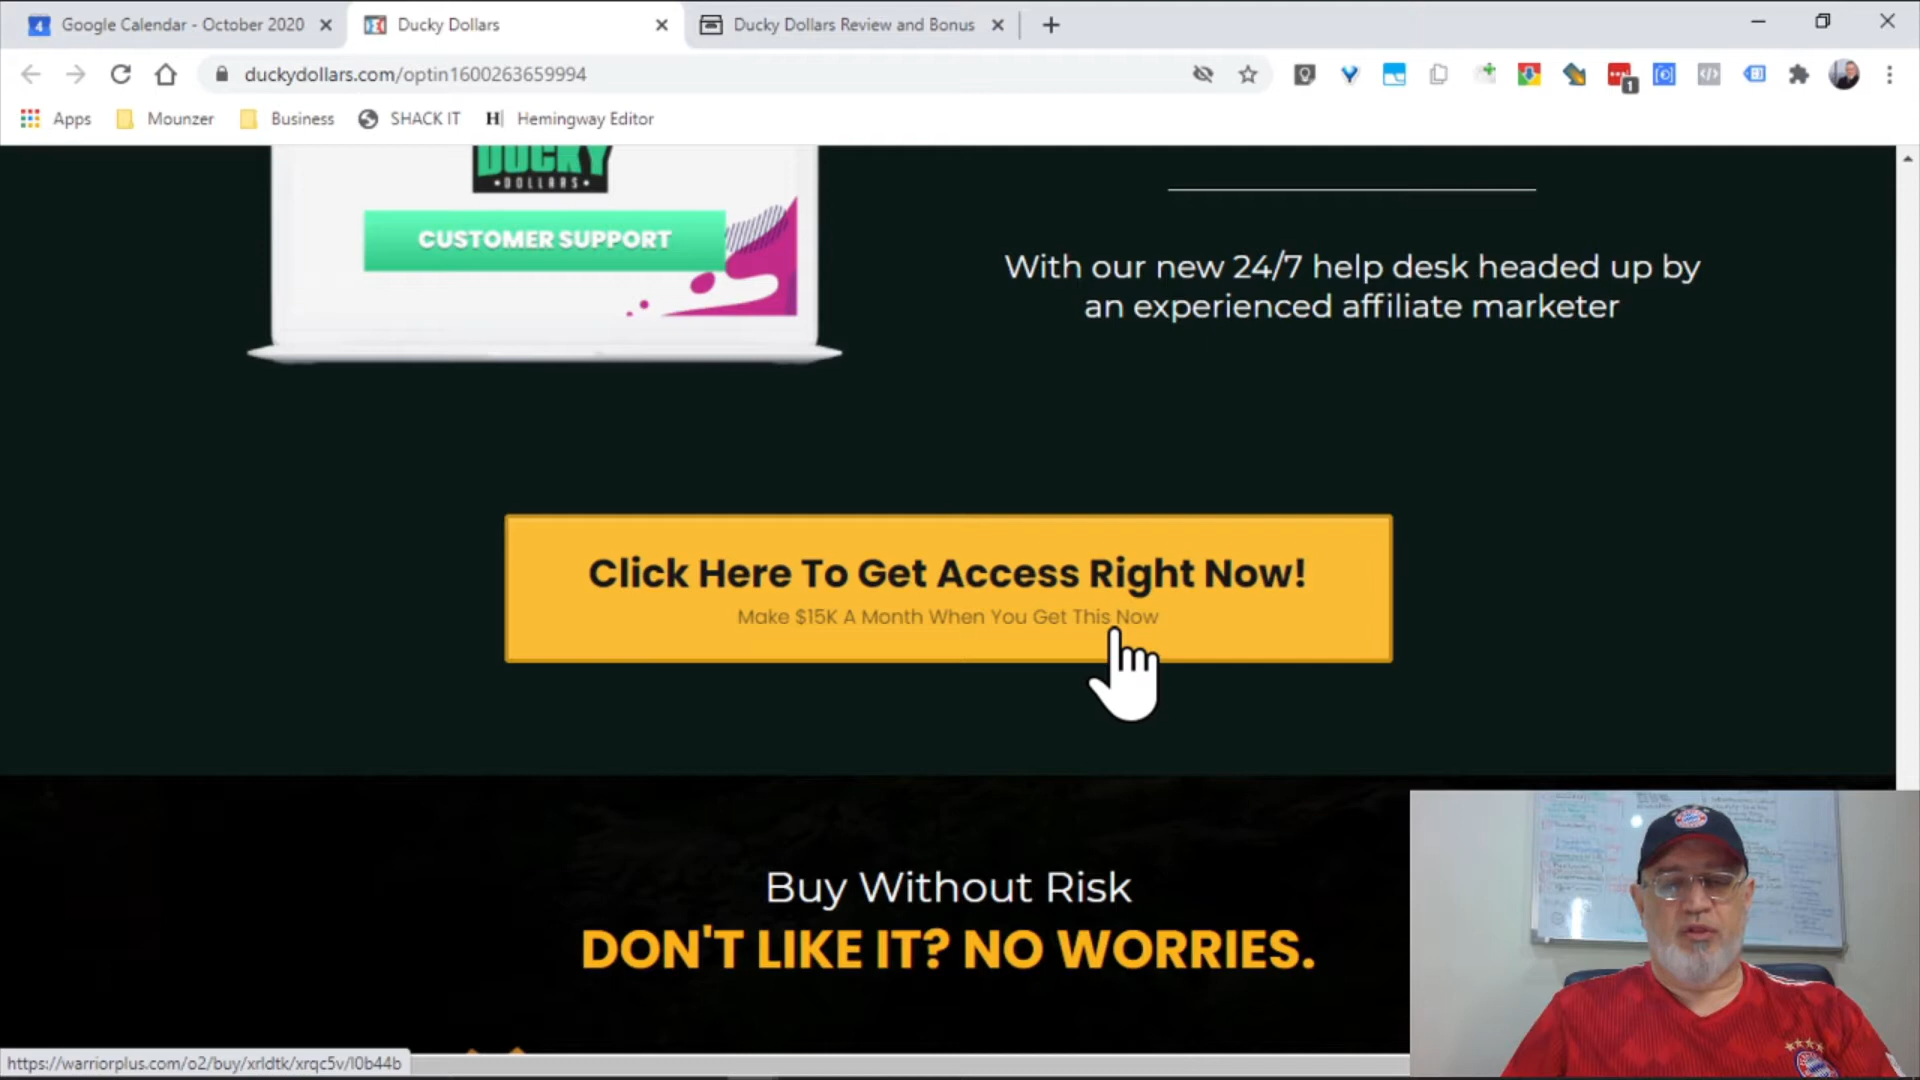 Google Calendar - October 2020
Ducky Dollars
Ducky Dollars Review and Bonus
duckydollars.com/optin1600263659994
1
Apps
Mounzer
Business
SHACK IT
Hemingway Editor
DUCKY
•DOLLARS•
CUSTOMER SUPPORT
With our new 24/7 help desk headed up by
an experienced affiliate marketer
Click Here To Get Access Right Now!
Make $15K A Month When You Get This Now
Buy Without Risk
DON'T LIKE IT? NO WORRIES.
https://warriorplus.com/o2/buy/xrldtk/xrqc5v/l0b44b